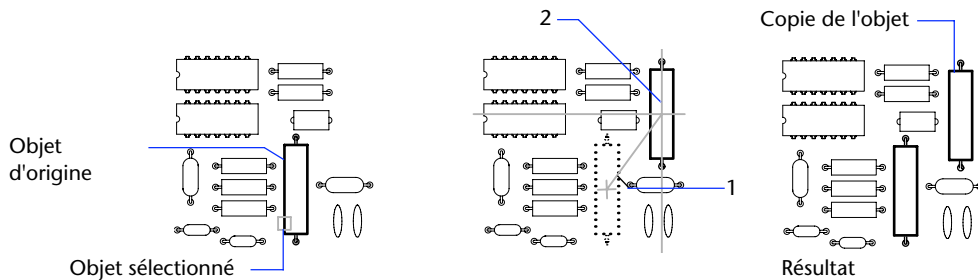 2
Copie de l'objet
Objet
d'origine
1
Objet sélectionné
Résultat